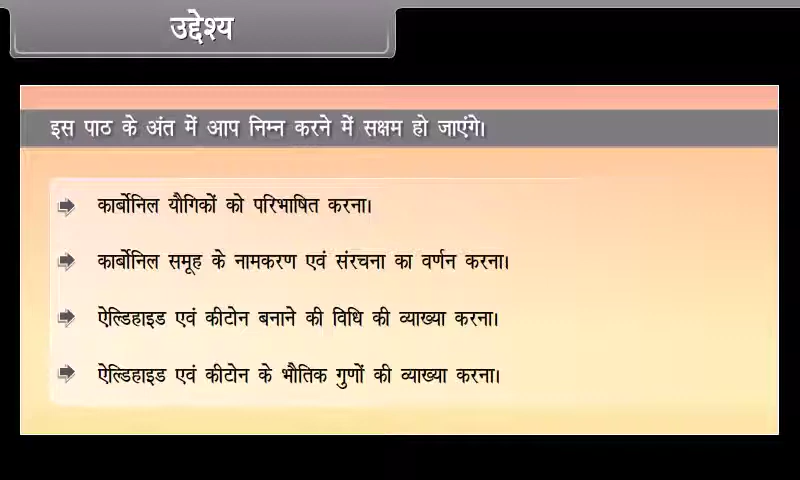 उद्देश्य
इस पाठ के अंत में आप निम्न करने में सक्षम हो जाएंगे।
कार्बोनिल यौगिकों को परिभाषित करना।
कार्बोनिल समूह के नामकरण एवं संरचना का वर्णन करना।
ऐल्डिहाइड एवं कीटोन बनाने की विधि की व्याख्या करना।
ऐल्डिहाइड एवं कीटोन के भौतिक गुणों की व्याख्या करना।